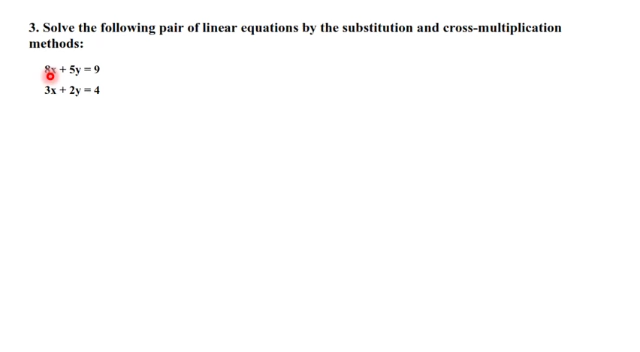 3. Solve the following pair of linear equations by the substitution and cross-multiplication
methods:
8x + 5y = 9
3x + 2y = 4